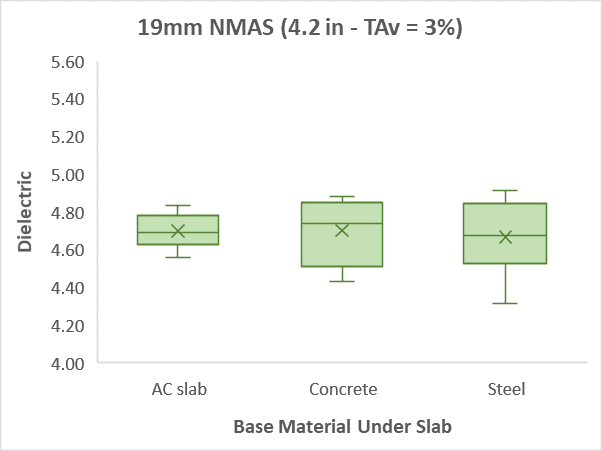 19mm NMAS (4.2 in - TAv = 3%)
5.60
5.40
5.20
5.00
4.80
4.60
4.40
4.20
4.00
Dielectric
AC slab
Concrete
Steel
Base Material Under Slab